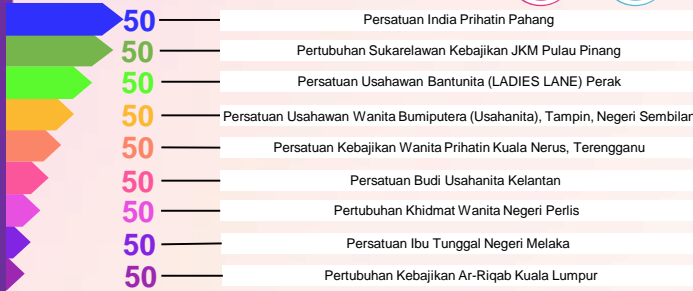 50 Persatuan India Prihatin Pahang
50 Pertubuhan Sukarelawan Kebajikan JKM Pulau Pinang
50 Persatuan Usahawan Bantunita (LADIES LANE) Perak
50 Persatuan Usahawan Wanita Bumiputera (Usahanita), Tampin, Negeri Sembilan
50 Persatuan Kebajikan Wanita Prihatin Kuala Nerus, Terengganu
50 Persatuan Budi Usahanita Kelantan
50 Pertubuhan Khidmat Wanita Negeri Perlis
50 Persatuan Ibu Tunggal Negeri Melaka
50 Pertubuhan Kebajikan Ar-Riqab Kuala Lumpur